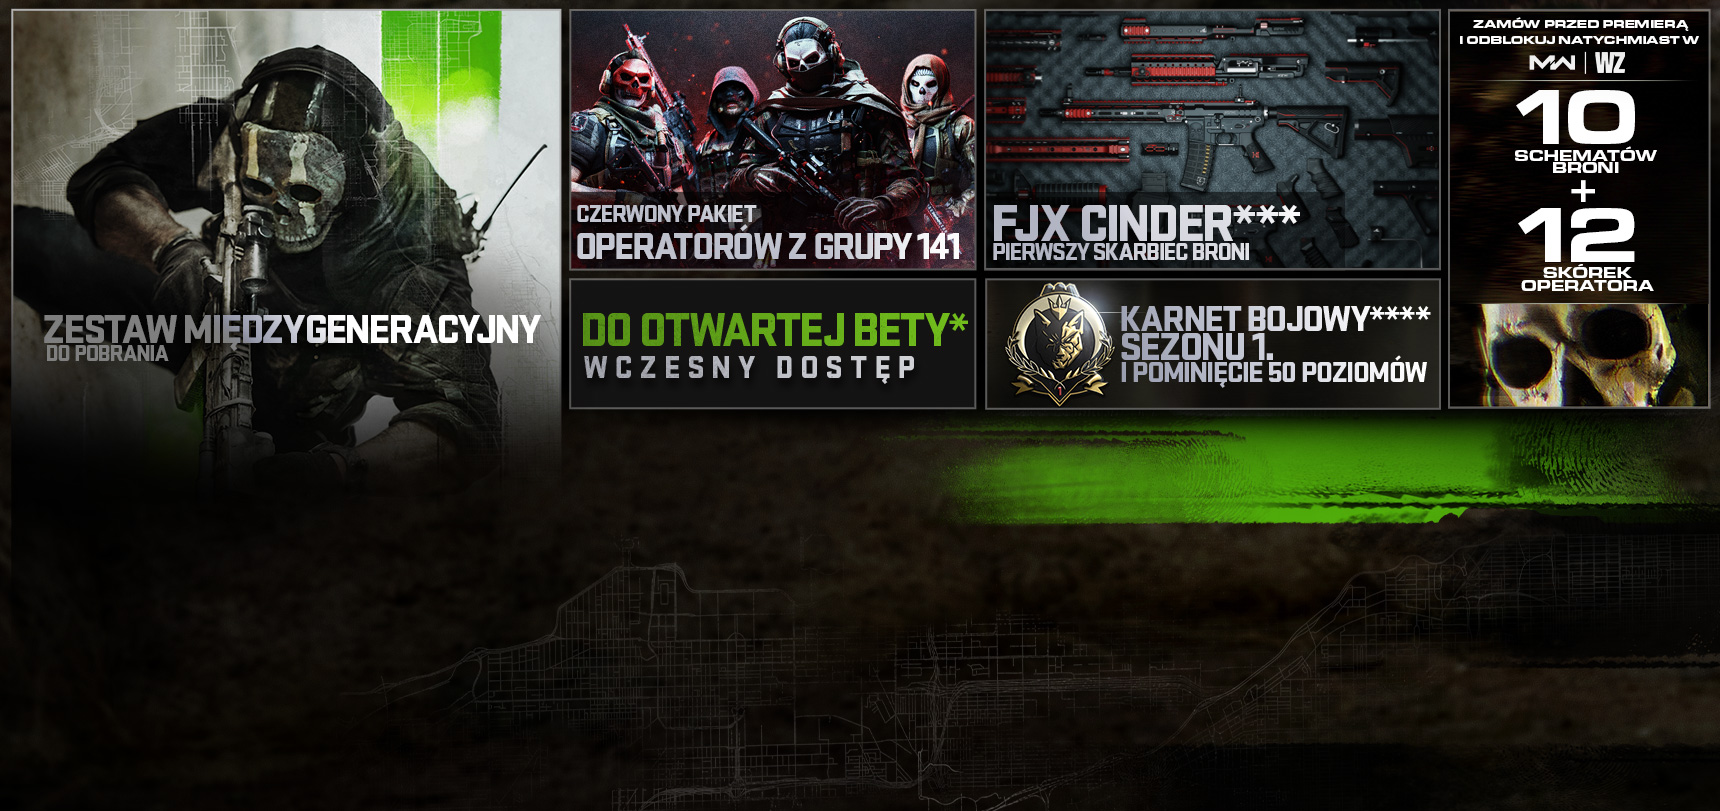 ZESTAW MIĘDZYGENERACYJNY
DO POBRANIA
CZERWONY PAKIET
OPERATORÓW Z GRUPY 141
DO OTWARTEJ BETY*
WCZESNY DOSTĘP
FJX CINDER***
PIERWSZY SKARBIEC BRONI
KARNET BOJOWY****
SEZONU 1.
I POMINIĘCIE 50 POZIOMÓW
1
ZAMÓW PRZED PREMIERĄ
I ODBLOKUJ NATYCHMIAST W
MW | WZ
10
SCHEMATÓW
BRONI
+
12
SKÓREK
OPERATORA